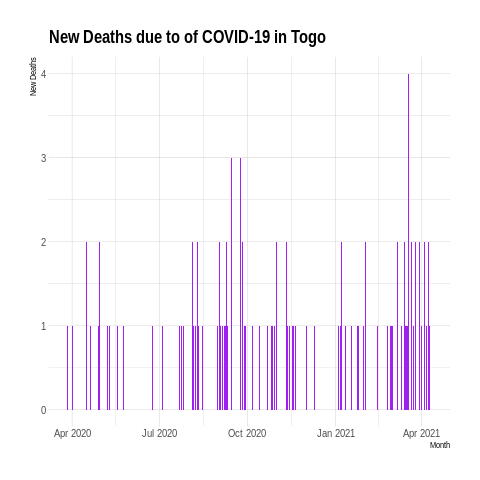 New Deaths due to of COVID-19 in Togo
New Deaths
4
3
2
1
0
Apr 2020 Jul 2020 Oct 2020 Jan 2021 Apr 2021
Month